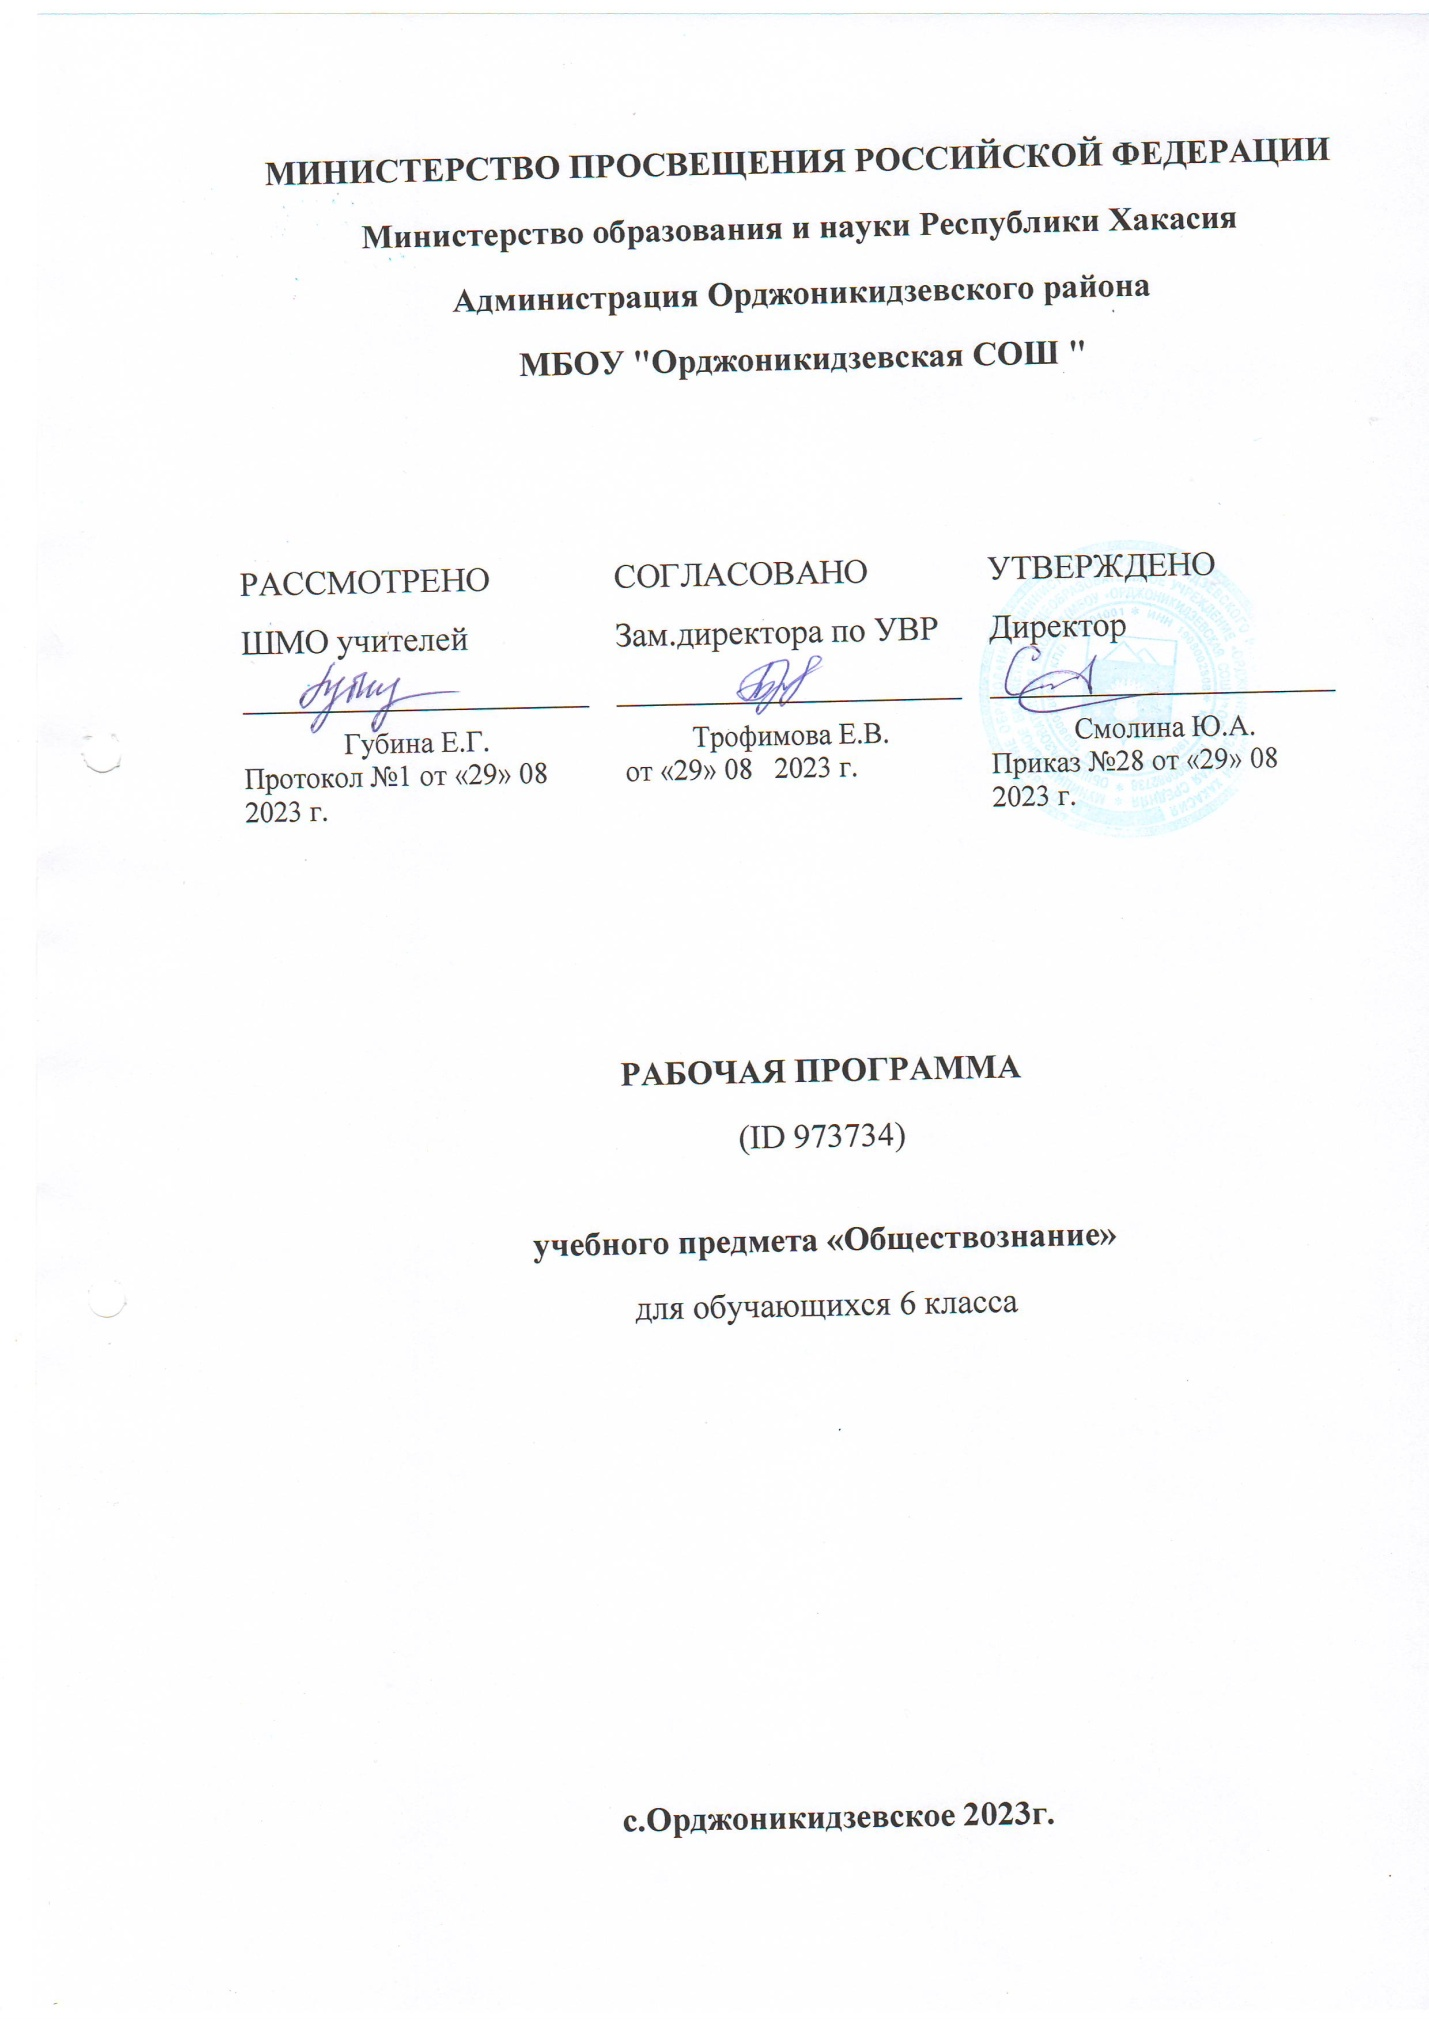 МИНИСТЕРСТВО ПРОСВЕЩЕНИЯ РОССИЙСКОЙ ФЕДЕРАЦИИ
Министерство образования и науки Республики Хакасия
Администрация Орджоникидзевского района
МБОУ "Орджоникидзевская СОШ "
РАССМОТРЕНО
ШМО учителей
Губина Е.Г.
Протокол №1 от «29» 08
2023 г.
СОГЛАСОВАНО
Зам.директора по УВР
Трофимова Е.В.
от «29» 08 2023 г.
УТВЕРЖДЕНО
Директор
Смолина Ю.А.
Приказ №28 от «29» 08
2023 г.
РАБОЧАЯ ПРОГРАММА
(ID 973734)
учебного предмета «Обществознание»
для обучающихся 6 класса
с.Орджоникидзевское 2023г.